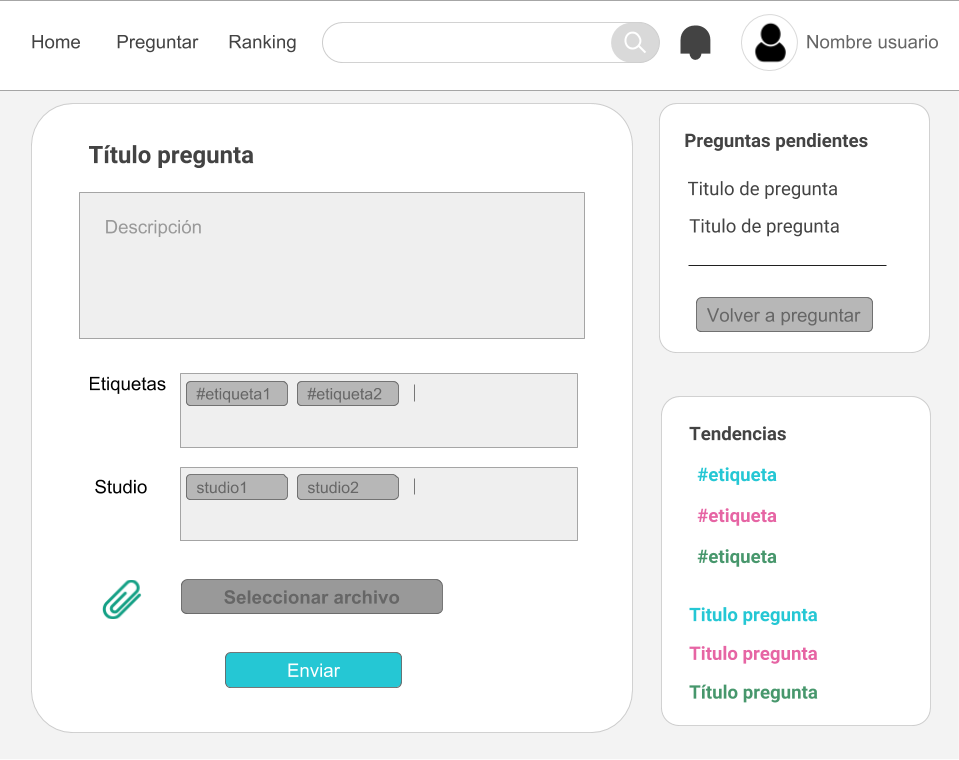 Home Preguntar Ranking Nombre usuario
Título pregunta
Descripción
Etiquetas #etiqueta1 #etiqueta2
Studio studio1 studio2
Seleccionar archivo
Enviar
Preguntas pendientes
Titulo de pregunta
Titulo de pregunta
Volver a preguntar
Tendencias
#etiqueta
#etiqueta
#etiqueta
Titulo pregunta
Titulo pregunta
Título pregunta